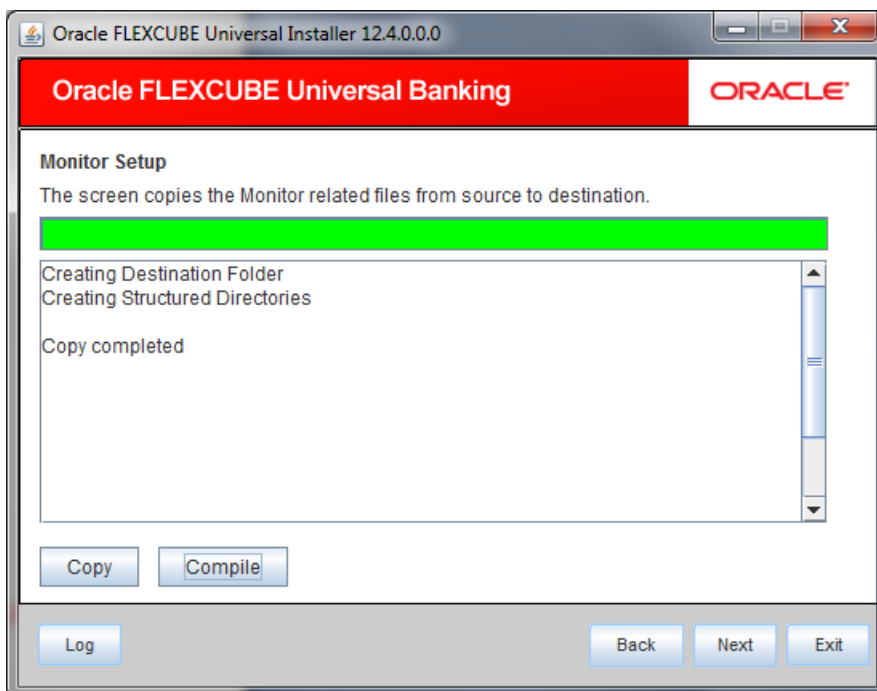 Oracle FLEXCUBE Universal Installer 12.4.0.0.0
Oracle FLEXCUBE Universal Banking
ORACLE
Monitor Setup
The screen copies the Monitor related files from source to destination.
Creating Destination Folder
Creating Structured Directories
Copy completed
Copy Compile
Log Back Next Exit